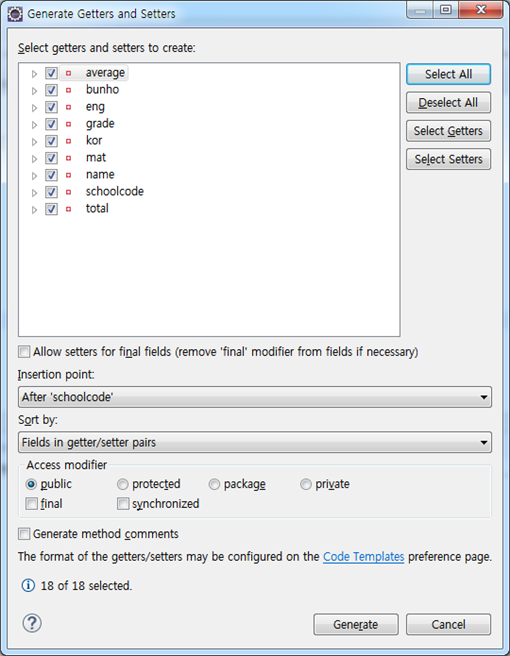 Generate Getters and Setters
Select getters and setters to create:
average
bunho
eng
grade
kor
mat
name
schoolcode
total
Select All
Deselect All
Select Getters
Select Setters
Allow setters for final fields (remove 'final' modifier from fields if necessary)
Insertion point:
After 'schoolcode'
Sort by:
Fields in getter/setter pairs
Access modifier
public protected package private
final synchronized
Generate method comments
The format of the getters/setters may be configured on the Code Templates preference page.
18 of 18 selected.
Generate Cancel